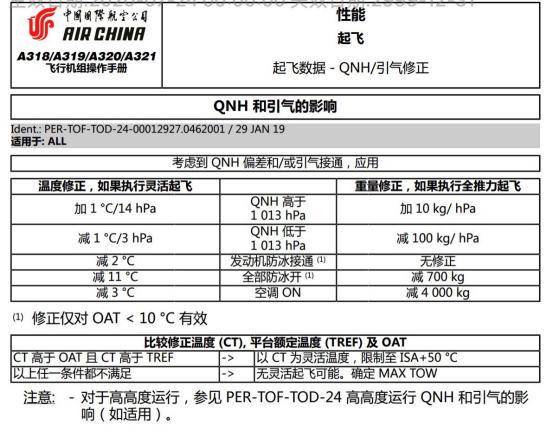 中国国际航空公司
AIR CHINA
A318/A319/A320/A321
飞行机组操作手册
性能
起飞
起飞数据 - QNH/引气修正
QNH 和引气的影响
Ident.: PER-TOF-TOD-24-00012927.0462001 / 29 JAN 19
适用于: ALL
考虑到 QNH 偏差和/或引气接通，应用
温度修正，如果执行灵活起飞 重量修正，如果执行全推力起飞
加 1 °C/14 hPa QNH 高于 1 013 hPa 加 10 kg/ hPa
减 1 °C/3 hPa QNH 低于 1 013 hPa 减 100 kg/ hPa
减 2 °C 发动机防冰接通 (1) 无修正
减 11 °C 全部防冰开 (1) 减 700 kg
减 3 °C 空调 ON 减 4 000 kg
(1) 修正仅对 OAT < 10 °C 有效
比较修正温度 (CT), 平台额定温度 (TREF) 及 OAT
CT 高于 OAT 且 CT 高于 TREF -> 以 CT 为灵活温度，限制至 ISA+50 °C
以上任一条件都不满足 -> 无灵活起飞可能。确定 MAX TOW
注意: - 对于高高度运行，参见 PER-TOF-TOD-24 高高度运行 QNH 和引气的影
响（如适用）。